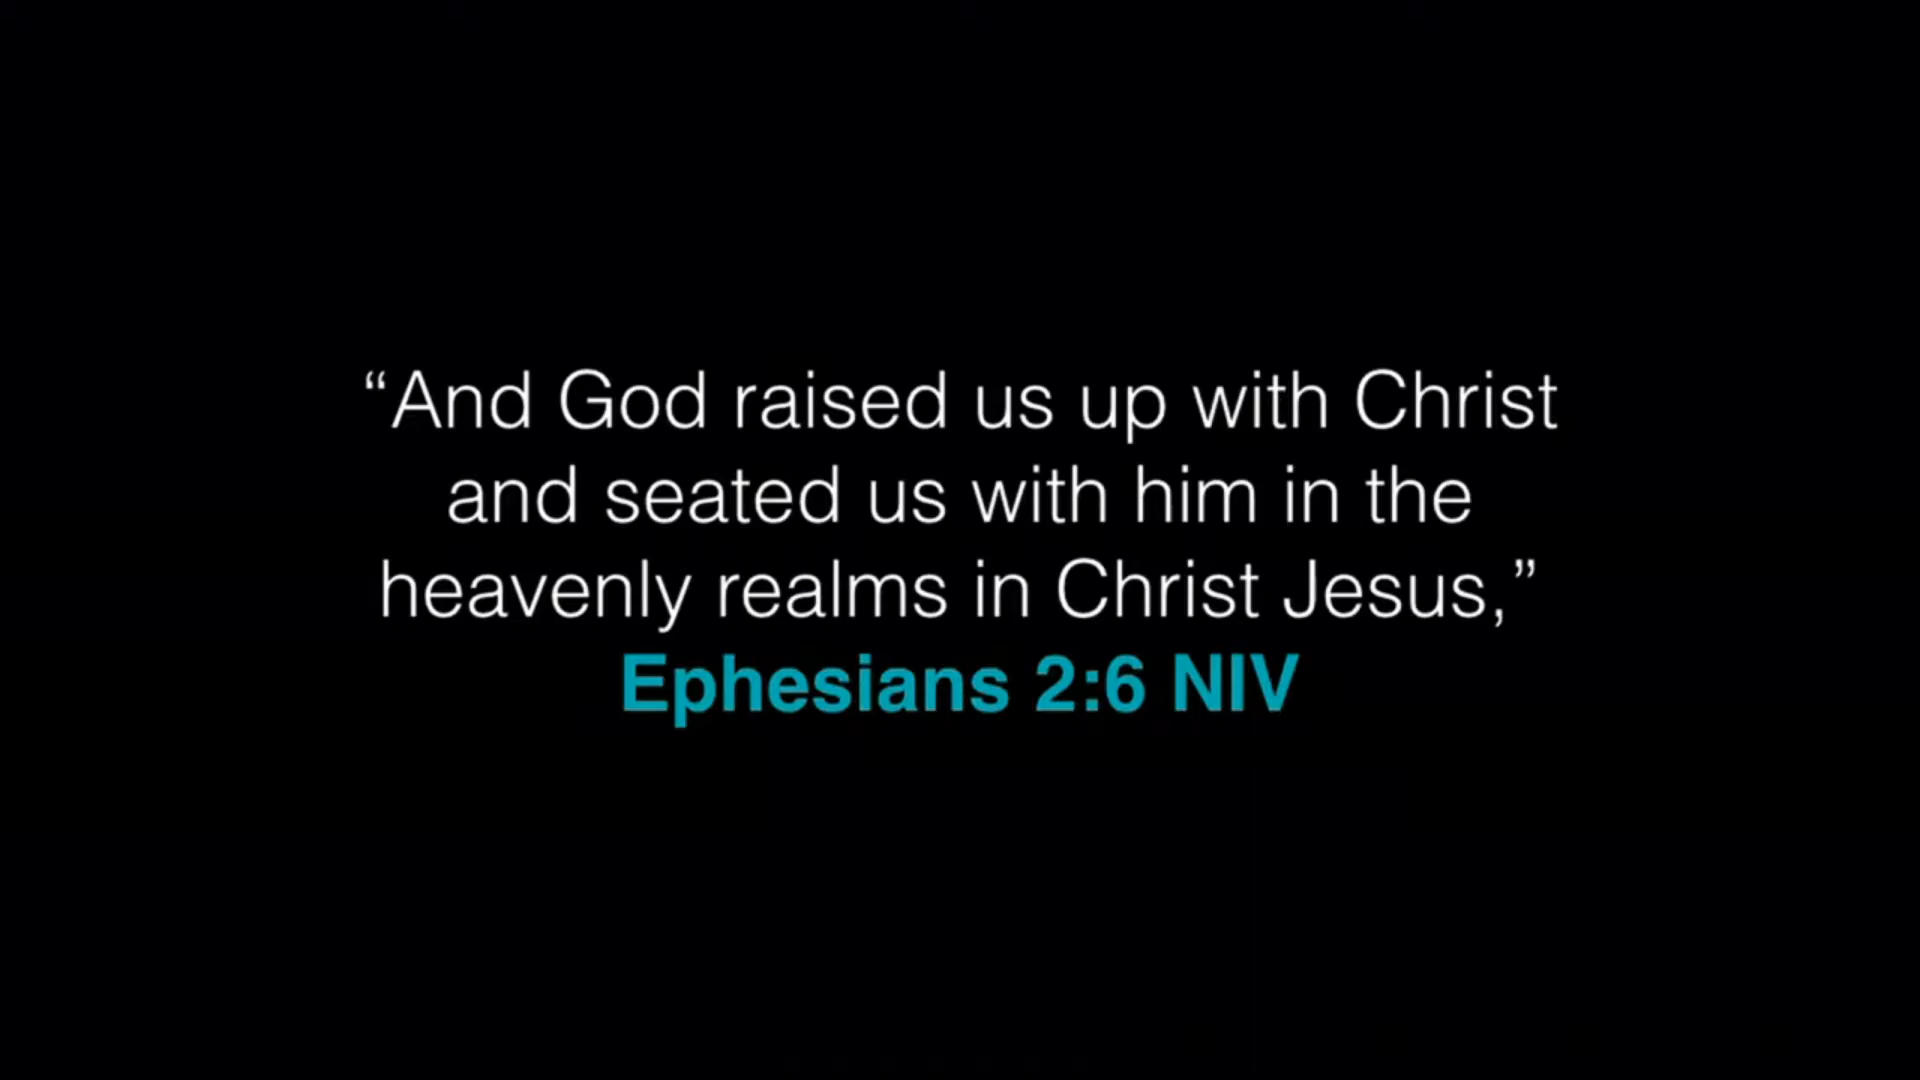 “And God raised us up with Christ
and seated us with him in the
heavenly realms in Christ Jesus,”
Ephesians 2:6 NIV